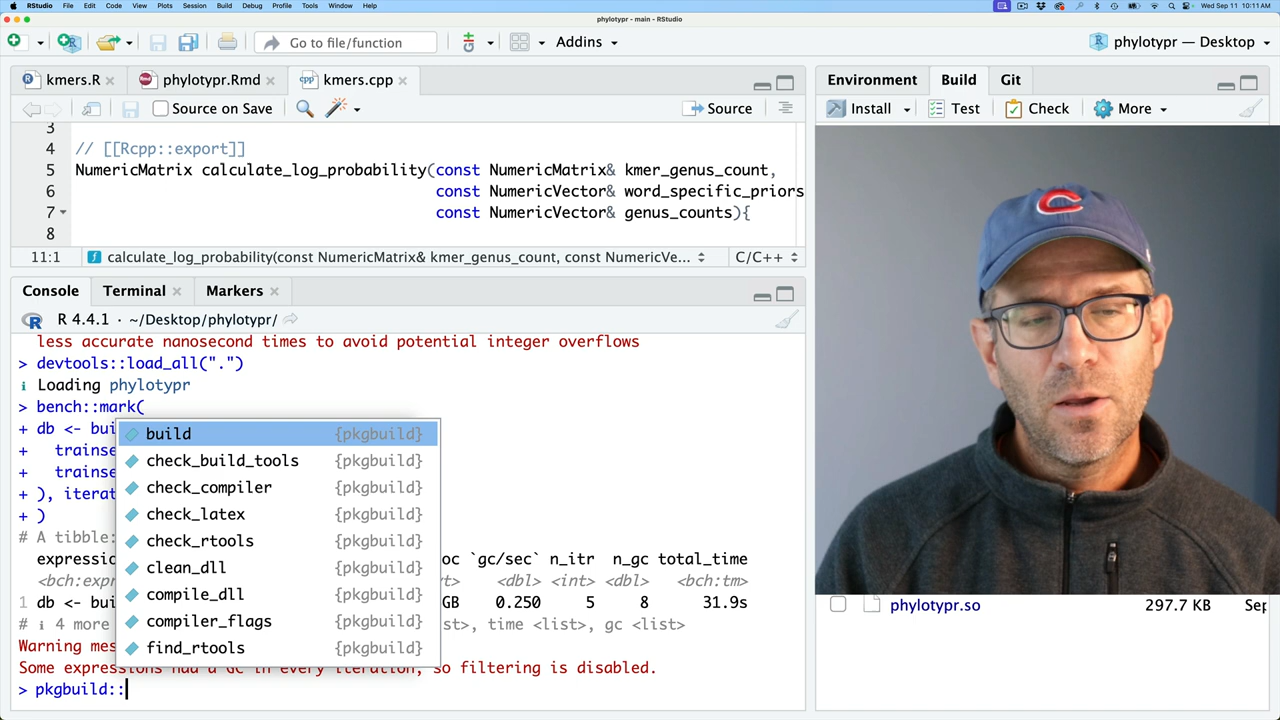 RStudio File Edit Code View Plots Session Build Debug Profile Tools Window Help
Wed Sep 11 10:11 AM
phylotypr - main - RStudio
Go to file/function
Addins
phylotypr — Desktop
kmers.R
phylotypr.Rmd
kmers.cpp
Source on Save
Source
3
4 // [[Rcpp::export]]
5 NumericMatrix calculate_log_probability(const NumericMatrix& kmer_genus_count,
6 const NumericVector& word_specific_priors
7 const NumericVector& genus_counts){
8
11:1
calculate_log_probability(const NumericMatrix& kmer_genus_count, const NumericVe...
C/C++
Console Terminal Markers
R 4.4.1 · ~/Desktop/phylotypr/
less accurate nanosecond times to avoid potential integer overflows
> devtools::load_all(".")
ℹ Loading phylotypr
> bench::mark(
+ db <- bui
+ trainse
+ trainse
+ ), iterat
+ )
# A tibble:
expressio oc `gc/sec` n_itr n_gc total_time
<bch:exp yt> <dbl> <int> <dbl> <bch:tm>
1 db <- bui GB 0.250 5 8 31.9s
# ℹ 4 more st>, time <list>, gc <list>
Warning mes
Some expressions had a GC in every iteration, so filtering is disabled.
> pkgbuild::
build {pkgbuild}
check_build_tools {pkgbuild}
check_compiler {pkgbuild}
check_latex {pkgbuild}
check_rtools {pkgbuild}
clean_dll {pkgbuild}
compile_dll {pkgbuild}
compiler_flags {pkgbuild}
find_rtools {pkgbuild}
Environment Build Git
Install Test Check More
C
phylotypr.so 297.7 KB Sep